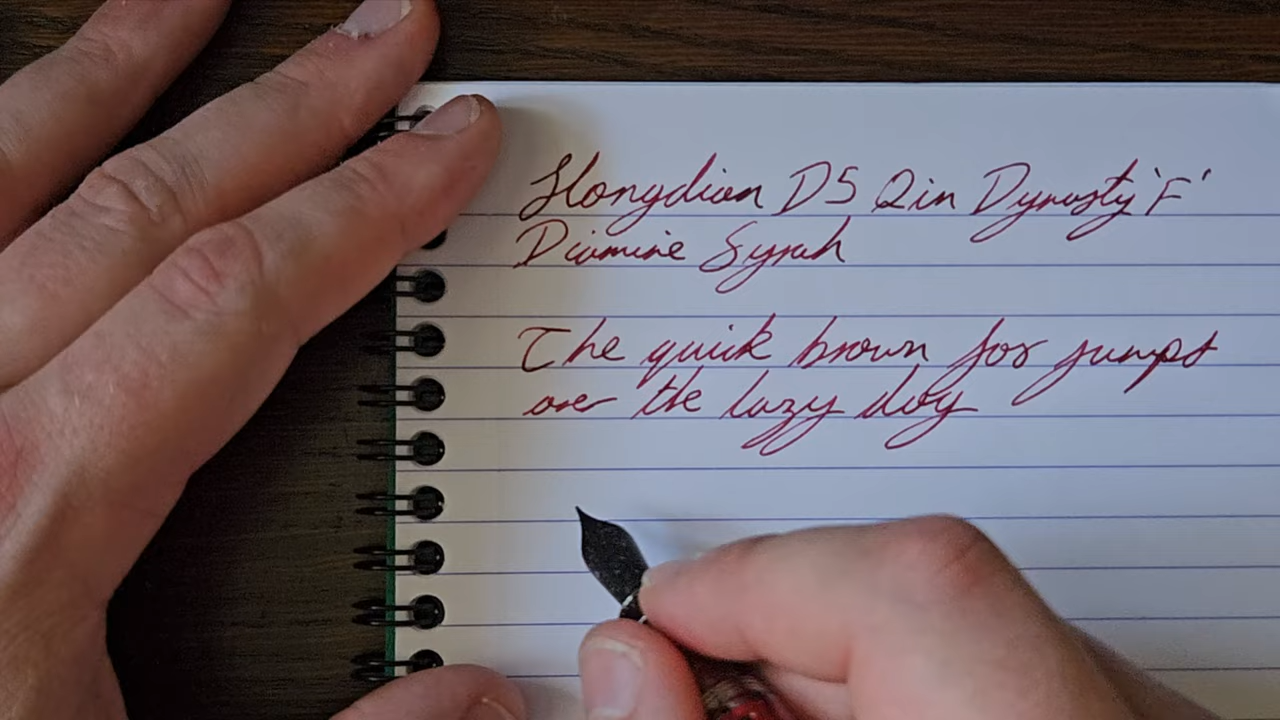 Hongdian D5 Qin Dynasty 'F'
Diamine Syrah
The quick brown fox jumps
over the lazy dog